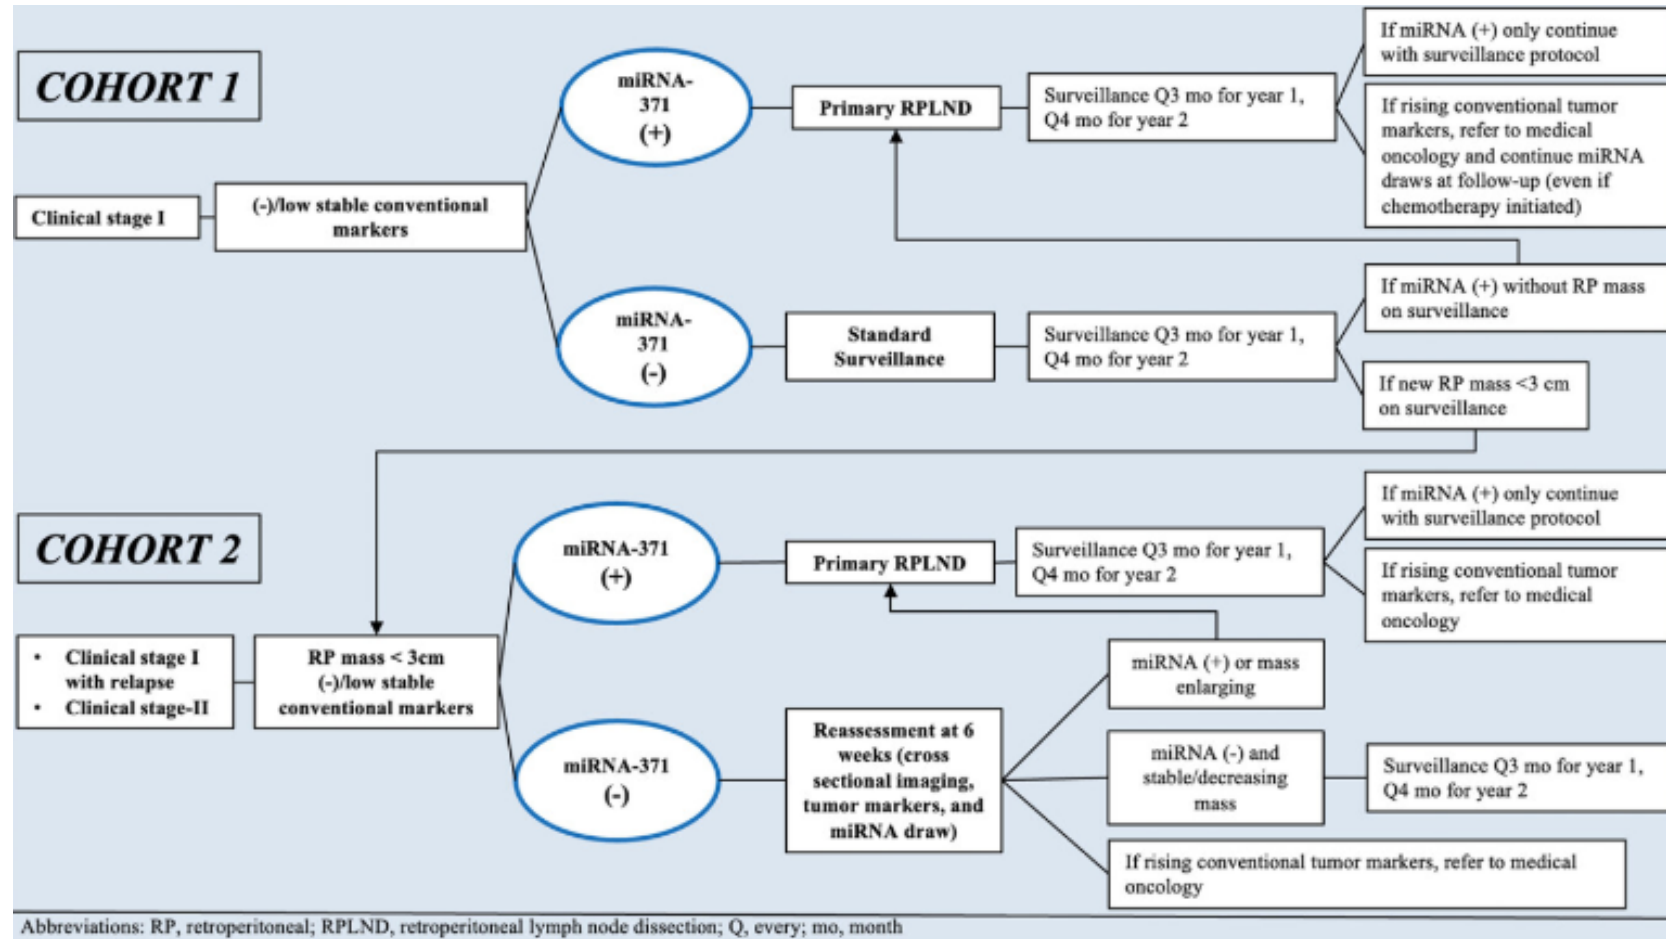 COHORT 1
Clinical stage I
(-)/low stable conventional
markers
miRNA-
371
(+)
Primary RPLND
Surveillance Q3 mo for year 1,
Q4 mo for year 2
If miRNA (+) only continue
with surveillance protocol
If rising conventional tumor
markers, refer to medical
oncology and continue miRNA
draws at follow-up (even if
chemotherapy initiated)
miRNA-
371
(-)
Standard
Surveillance
Surveillance Q3 mo for year 1,
Q4 mo for year 2
If miRNA (+) without RP mass
on surveillance
If new RP mass <3 cm
on surveillance
COHORT 2
• Clinical stage I
with relapse
• Clinical stage-II
RP mass < 3cm
(-)/low stable
conventional markers
miRNA-371
(+)
Primary RPLND
Surveillance Q3 mo for year 1,
Q4 mo for year 2
If miRNA (+) only continue
with surveillance protocol
If rising conventional tumor
markers, refer to medical
oncology
miRNA-371
(-)
Reassessment at 6
weeks (cross
sectional imaging,
tumor markers, and
miRNA draw)
miRNA (+) or mass
enlarging
miRNA (-) and
stable/decreasing
mass
Surveillance Q3 mo for year 1,
Q4 mo for year 2
If rising conventional tumor markers, refer to medical
oncology
Abbreviations: RP, retroperitoneal; RPLND, retroperitoneal lymph node dissection; Q, every; mo, month